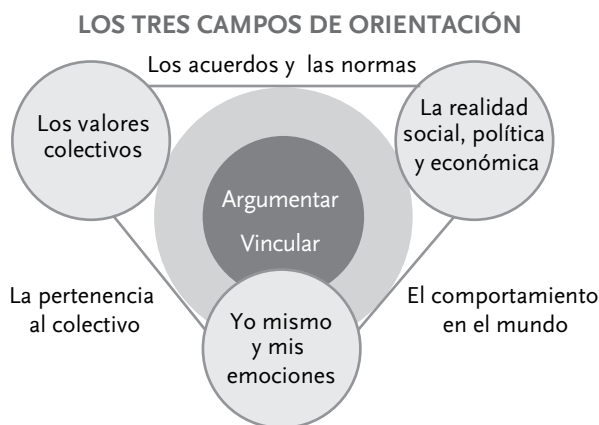 LOS TRES CAMPOS DE ORIENTACIÓN
Los acuerdos y las normas
Los valores
colectivos
La realidad
social, política
y económica
Argumentar
Vincular
La pertenencia
al colectivo
El comportamiento
en el mundo
Yo mismo
y mis
emociones